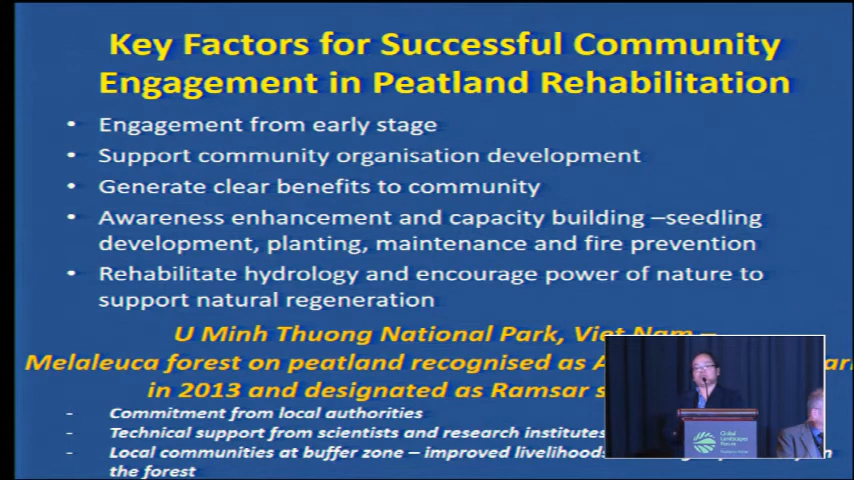 Key Factors for Successful Community
Engagement in Peatland Rehabilitation
• Engagement from early stage
• Support community organisation development
• Generate clear benefits to community
• Awareness enhancement and capacity building –seedling
development, planting, maintenance and fire prevention
• Rehabilitate hydrology and encourage power of nature to
support natural regeneration
U Minh Thuong National Park, Viet Nam –
Melaleuca forest on peatland recognised as
in 2013 and designated as Ramsar
- Commitment from local authorities
- Technical support from scientists and research institutes
- Local communities at buffer zone – improved livelihoods
the forest
Global
Landscapes
Forum